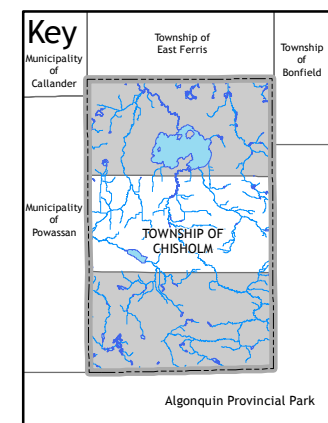 Key
Township of
East Ferris
Municipality
of
Callander
Township
of
Bonfield
Municipality
of
Powassan
TOWNSHIP OF
CHISHOLM
Algonquin Provincial Park